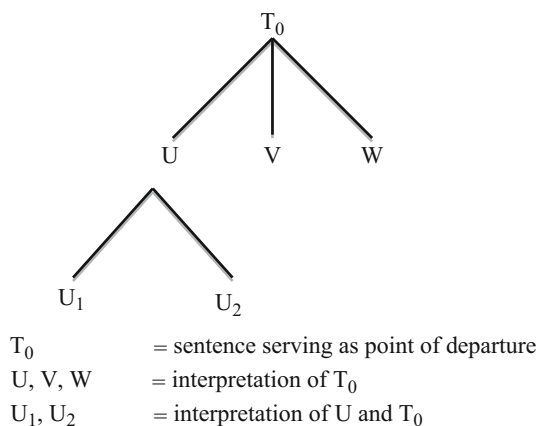 T₀
U V W
U₁ U₂
T₀ = sentence serving as point of departure
U, V, W = interpretation of T₀
U₁, U₂ = interpretation of U and T₀